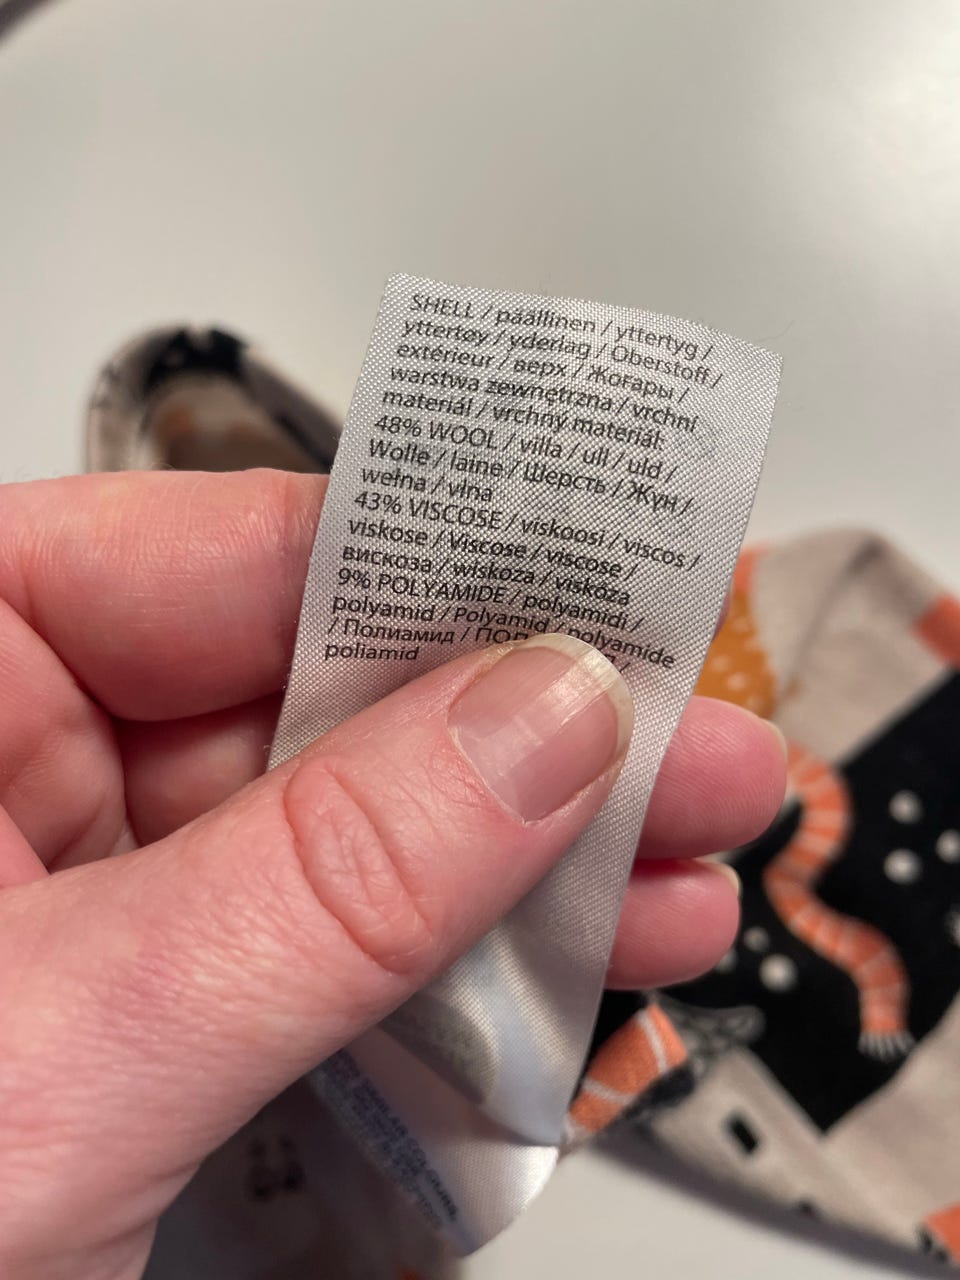 SHELL / päällinen / yttertyg /
yttertøy / yderlag / Oberstoff /
extérieur / верх / Жоғары /
warstwa zewnętrzna / vrchní
materiál / vrchný materiál:
48% WOOL / villa / ull / uld /
Wolle / laine / Шерсть / Жүн /
wełna / vlna
43% VISCOSE / viskoosi / viscos /
viskose / Viscose / viscose /
вискоза / wiskoza / viskóza
9% POLYAMIDE / polyamidi /
polyamid / Polyamid / polyamide
/ Полиамид /
poliamid